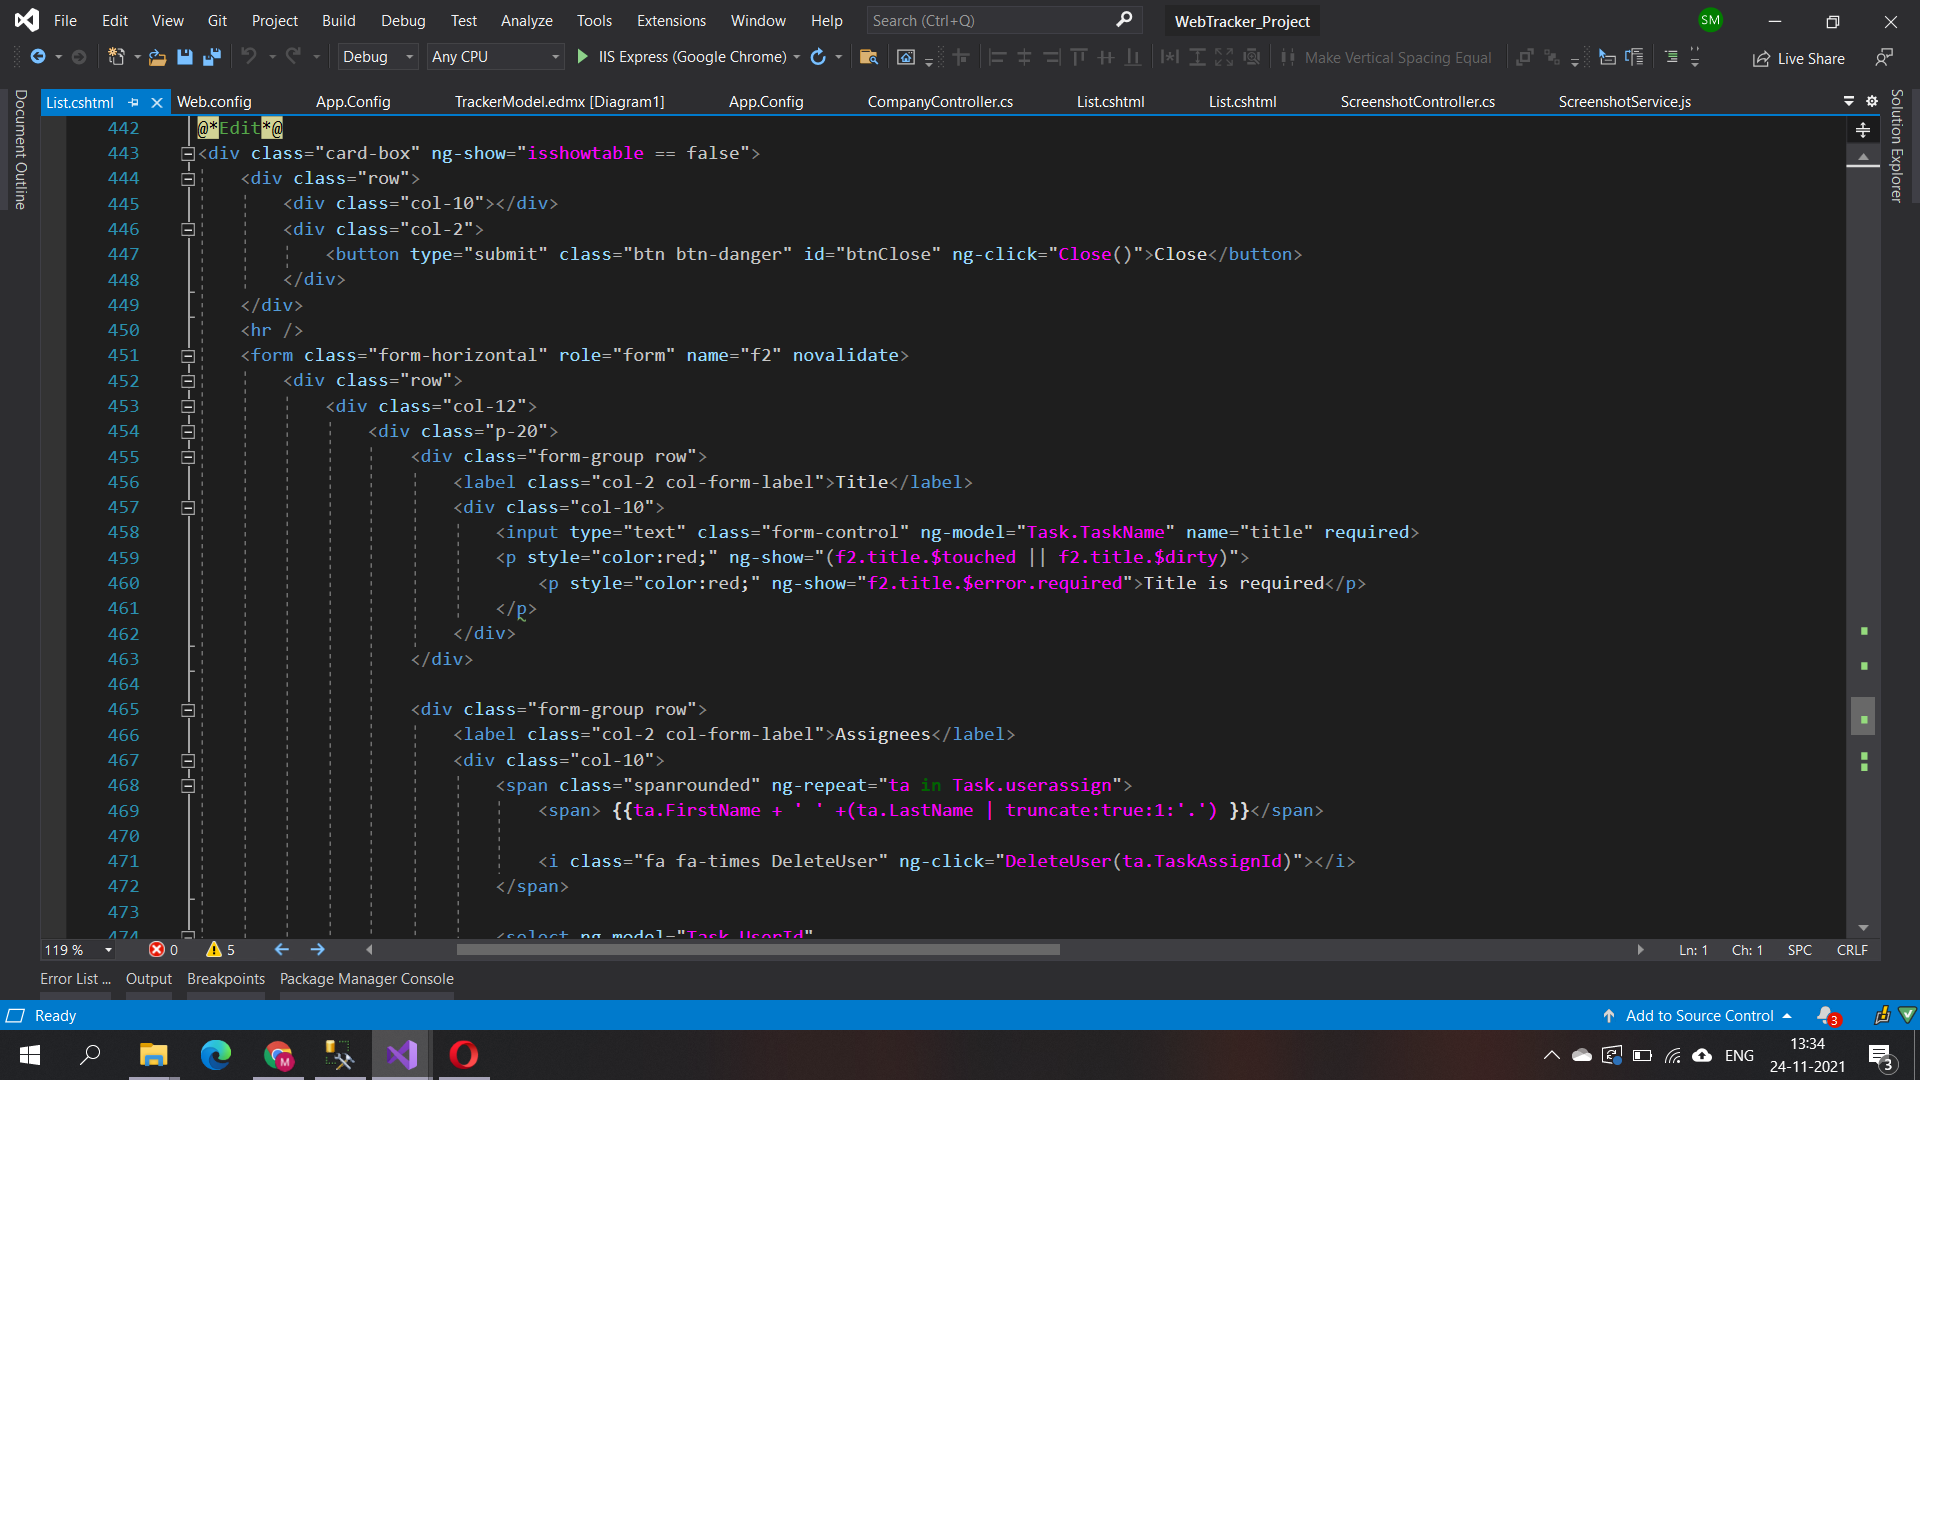 File Edit View Git Project Build Debug Test Analyze Tools Extensions Window Help Search (Ctrl+Q) WebTracker_Project SM
Debug Any CPU IIS Express (Google Chrome) Make Vertical Spacing Equal Live Share
List.cshtml Web.config App.Config TrackerModel.edmx [Diagram1] App.Config CompanyController.cs List.cshtml List.cshtml ScreenshotController.cs ScreenshotService.js
Document Outline
Solution Explorer
442 @*Edit*@
443 <div class="card-box" ng-show="isshowtable == false">
444 <div class="row">
445 <div class="col-10"></div>
446 <div class="col-2">
447 <button type="submit" class="btn btn-danger" id="btnClose" ng-click="Close()">Close</button>
448 </div>
449 </div>
450 <hr />
451 <form class="form-horizontal" role="form" name="f2" novalidate>
452 <div class="row">
453 <div class="col-12">
454 <div class="p-20">
455 <div class="form-group row">
456 <label class="col-2 col-form-label">Title</label>
457 <div class="col-10">
458 <input type="text" class="form-control" ng-model="Task.TaskName" name="title" required>
459 <p style="color:red;" ng-show="(f2.title.$touched || f2.title.$dirty)">
460 <p style="color:red;" ng-show="f2.title.$error.required">Title is required</p>
461 </p>
462 </div>
463 </div>
464
465 <div class="form-group row">
466 <label class="col-2 col-form-label">Assignees</label>
467 <div class="col-10">
468 <span class="spanrounded" ng-repeat="ta in Task.userassign">
469 <span> {{ta.FirstName + ' ' +(ta.LastName | truncate:true:1:'.') }}</span>
470
471 <i class="fa fa-times DeleteUser" ng-click="DeleteUser(ta.TaskAssignId)"></i>
472 </span>
473
474 <select ng-model="Task.UserId"
119 % 0 5 Ln: 1 Ch: 1 SPC CRLF
Error List ... Output Breakpoints Package Manager Console
Ready Add to Source Control 3
M ENG 13:34
24-11-2021 3